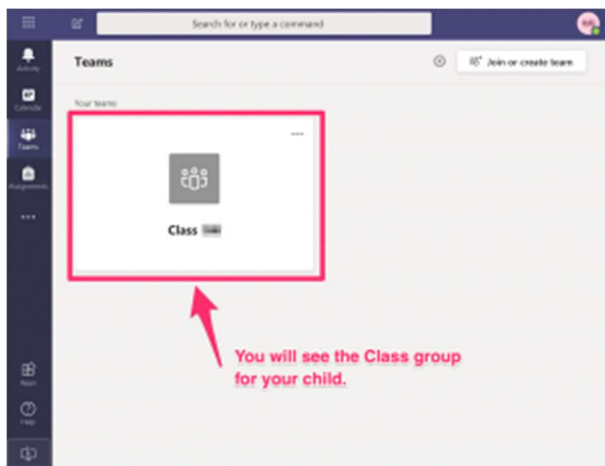 Search for or type a command
Activity
Teams
Join or create team
Calendar
Your teams
Teams
Assignments
Class
You will see the Class group
for your child.
Apps
Help